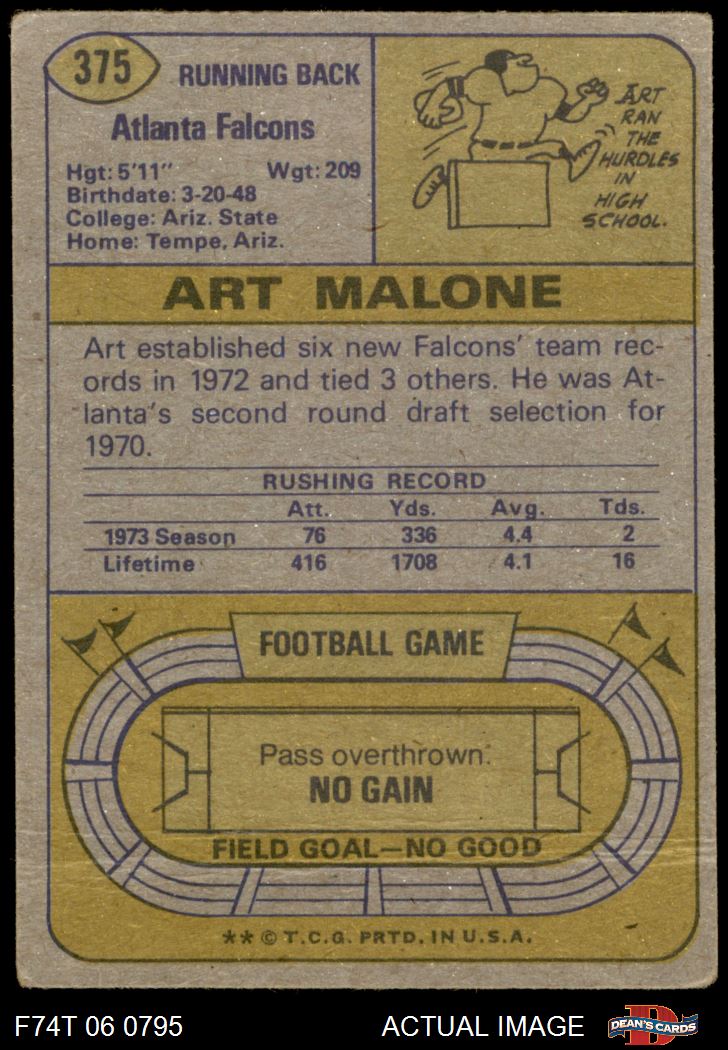 375
RUNNING BACK
Atlanta Falcons
Hgt: 5'11" Wgt: 209
Birthdate: 3-20-48
College: Ariz. State
Home: Tempe, Ariz.
ART
RAN
THE
HURDLES
IN
HIGH
SCHOOL.
ART MALONE
Art established six new Falcons' team rec-
ords in 1972 and tied 3 others. He was At-
lanta's second round draft selection for
1970.
RUSHING RECORD
Att. Yds. Avg. Tds.
1973 Season 76 336 4.4 2
Lifetime 416 1708 4.1 16
FOOTBALL GAME
Pass overthrown.
NO GAIN
FIELD GOAL—NO GOOD
** © T.C.G. PRTD. IN U.S.A.
F74T 06 0795 ACTUAL IMAGE
D
DEAN'S CARDS